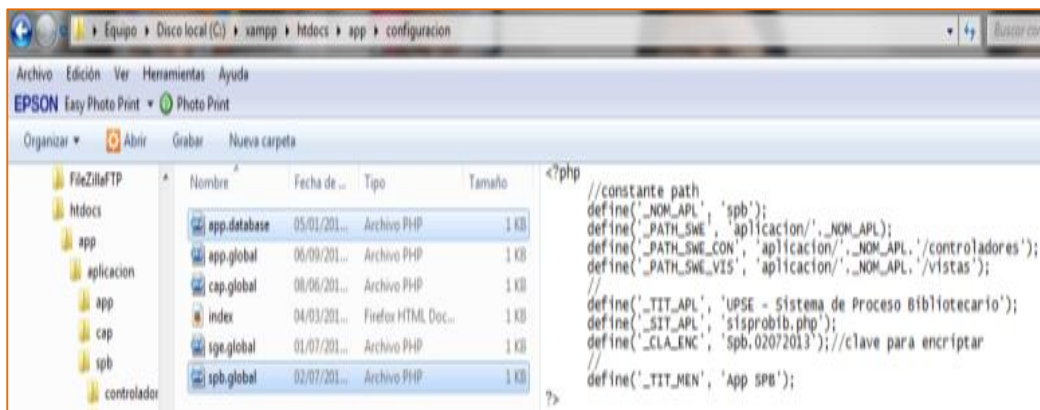 Equipo ▸ Disco local (C:) ▸ xampp ▸ htdocs ▸ app ▸ configuracion
Buscar con
Archivo Edición Ver Herramientas Ayuda
EPSON Easy Photo Print Photo Print
Organizar Abrir Grabar Nueva carpeta
FileZillaFTP
htdocs
app
aplicacion
app
cap
spb
controlador
Nombre Fecha de ... Tipo Tamaño
app.database 05/01/201... Archivo PHP 1 KB
app.global 06/09/201... Archivo PHP 1 KB
cap.global 08/06/201... Archivo PHP 1 KB
index 04/03/201... Firefox HTML Doc... 1 KB
sge.global 01/07/201... Archivo PHP 1 KB
spb.global 02/07/201... Archivo PHP 1 KB
<?php
//constante path
define('_NOM_APL', 'spb');
define('_PATH_SWE', 'aplicacion/'._NOM_APL);
define('_PATH_SWE_CON', 'aplicacion/'._NOM_APL.'/controladores');
define('_PATH_SWE_VIS', 'aplicacion/'._NOM_APL.'/vistas');
//
define('_TIT_APL', 'UPSE - Sistema de Proceso Bibliotecario');
define('_SIT_APL', 'sisprobib.php');
define('_CLA_ENC', 'Spb.02072013');//clave para encriptar
//
define('_TIT_MEN', 'App SPB');
?>